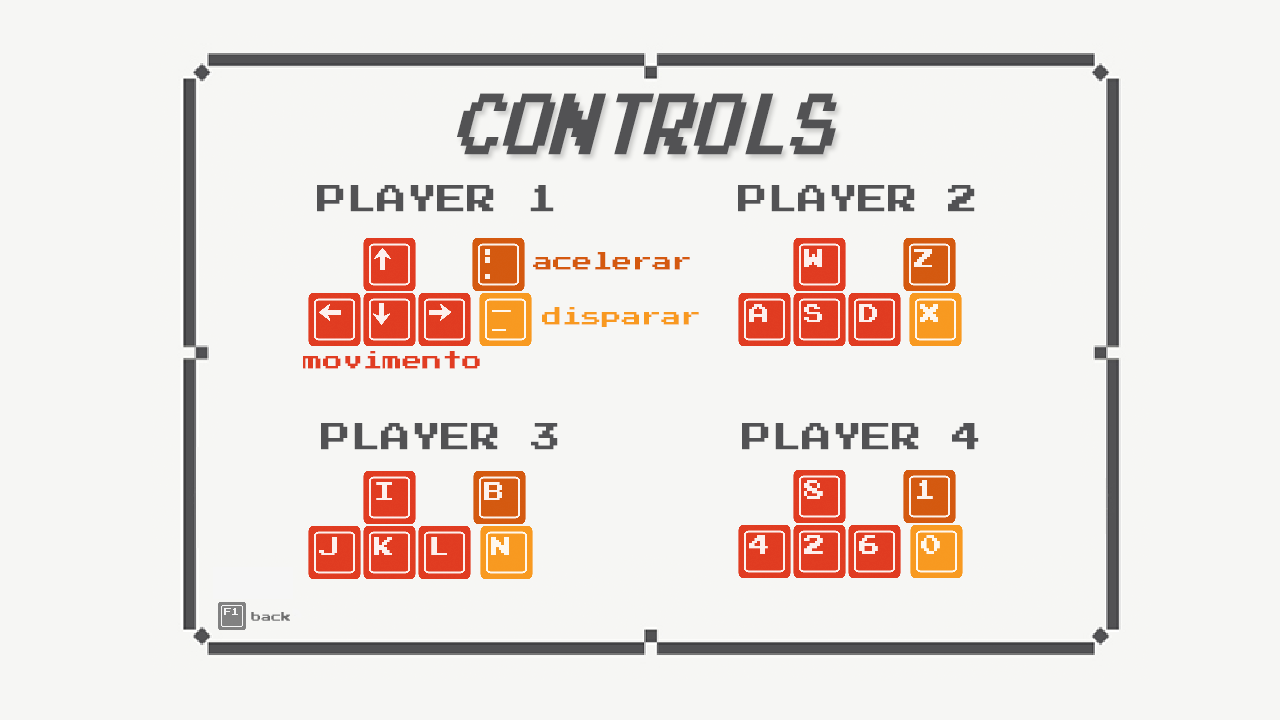 CONTROLS
PLAYER 1
↑
:
.
acelerar
← ↓ →
—
_
disparar
movimento
PLAYER 2
W
Z
A S D
X
PLAYER 3
I
B
J K L
N
PLAYER 4
8
1
4 2 6
0
F1 back